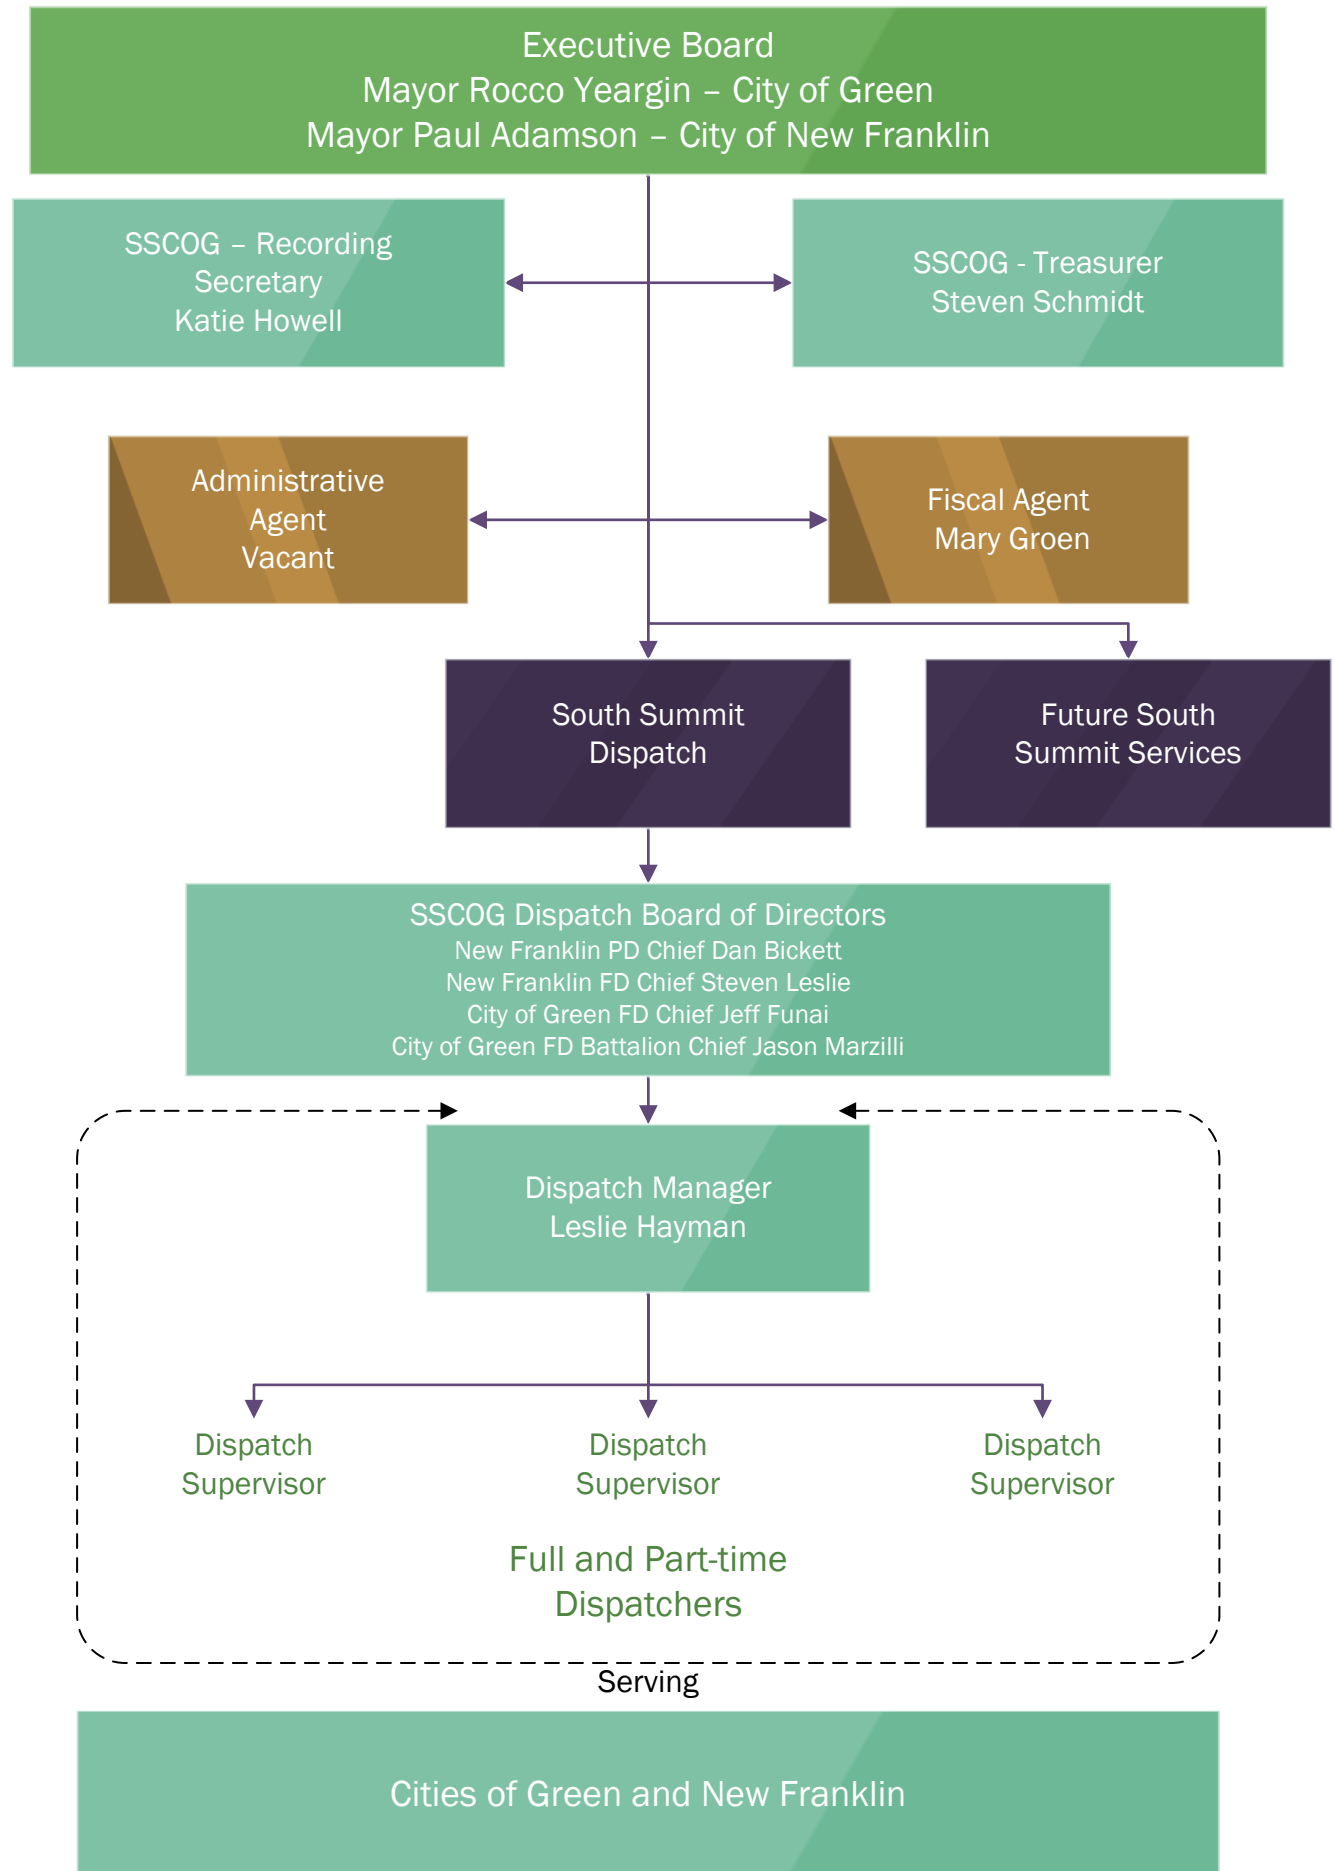 Executive Board
Mayor Rocco Yeargin – City of Green
Mayor Paul Adamson – City of New Franklin
SSCOG – Recording
Secretary
Katie Howell
SSCOG - Treasurer
Steven Schmidt
Administrative
Agent
Vacant
Fiscal Agent
Mary Groen
South Summit
Dispatch
Future South
Summit Services
SSCOG Dispatch Board of Directors
New Franklin PD Chief Dan Bickett
New Franklin FD Chief Steven Leslie
City of Green FD Chief Jeff Funai
City of Green FD Battalion Chief Jason Marzilli
Dispatch Manager
Leslie Hayman
Dispatch
Supervisor
Dispatch
Supervisor
Dispatch
Supervisor
Full and Part-time
Dispatchers
Serving
Cities of Green and New Franklin